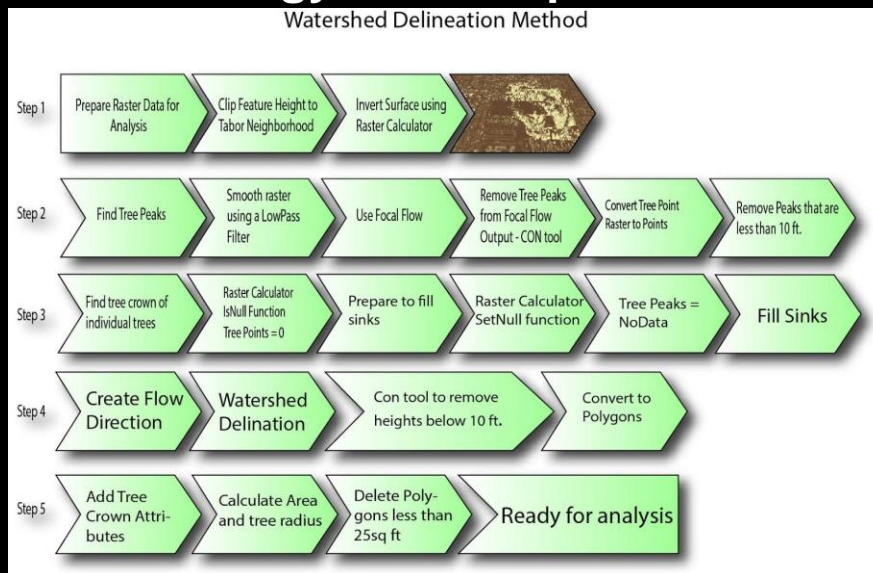 Watershed Delineation Method
Step 1
Prepare Raster Data for
Analysis
Clip Feature Height to
Tabor Neighborhood
Invert Surface using
Raster Calculator
Step 2
Find Tree Peaks
Smooth raster
using a LowPass
Filter
Use Focal Flow
Remove Tree Peaks
from Focal Flow
Output - CON tool
Convert Tree Point
Raster to Points
Remove Peaks that are
less than 10 ft.
Step 3
Find tree crown of
individual trees
Raster Calculator
IsNull Function
Tree Points = 0
Prepare to fill
sinks
Raster Calculator
SetNull function
Tree Peaks =
NoData
Fill Sinks
Step 4
Create Flow
Direction
Watershed
Delination
Con tool to remove
heights below 10 ft.
Convert to
Polygons
Step 5
Add Tree
Crown Attri-
butes
Calculate Area
and tree radius
Delete Poly-
gons less than
25sq ft
Ready for analysis